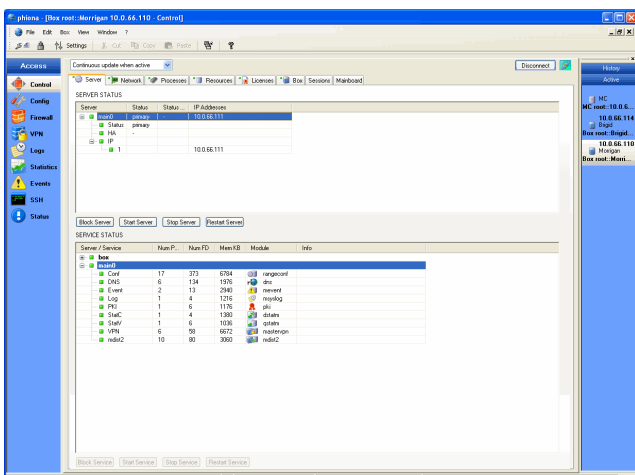 phiona - [Box root::Morrigan 10.0.66.110 - Control]
File Edit Box View Window ?
Settings Cut Copy Paste
Access
Control
Config
Firewall
VPN
Logs
Statistics
Events
SSH
Status
Continuous update when active
Disconnect
Server Network Processes Resources Licenses Box Sessions Mainboard
SERVER STATUS
Server Status Status ... IP Addresses
main0 primary - 10.0.66.111
Status primary
HA -
IP
1 10.0.66.111
Block Server Start Server Stop Server Restart Server
SERVICE STATUS
Server / Service Num P... Num FD Mem KB Module Info
box
main0
Conf 17 373 6784 rangeconf
DNS 6 134 1976 dns
Event 2 13 2940 mevent
Log 1 4 1216 msyslog
PKI 1 6 1176 pki
StatC 1 4 1380 dstatm
StatV 1 6 1036 qstatm
VPN 6 58 6672 mastervpn
mdist2 10 80 3060 mdist2
Block Service Start Service Stop Service Restart Service
History
Active
MC
MC root::10.0.6...
10.0.66.114
Brigid
Box root::Brigid...
10.0.66.110
Morrigan
Box root::Morri...